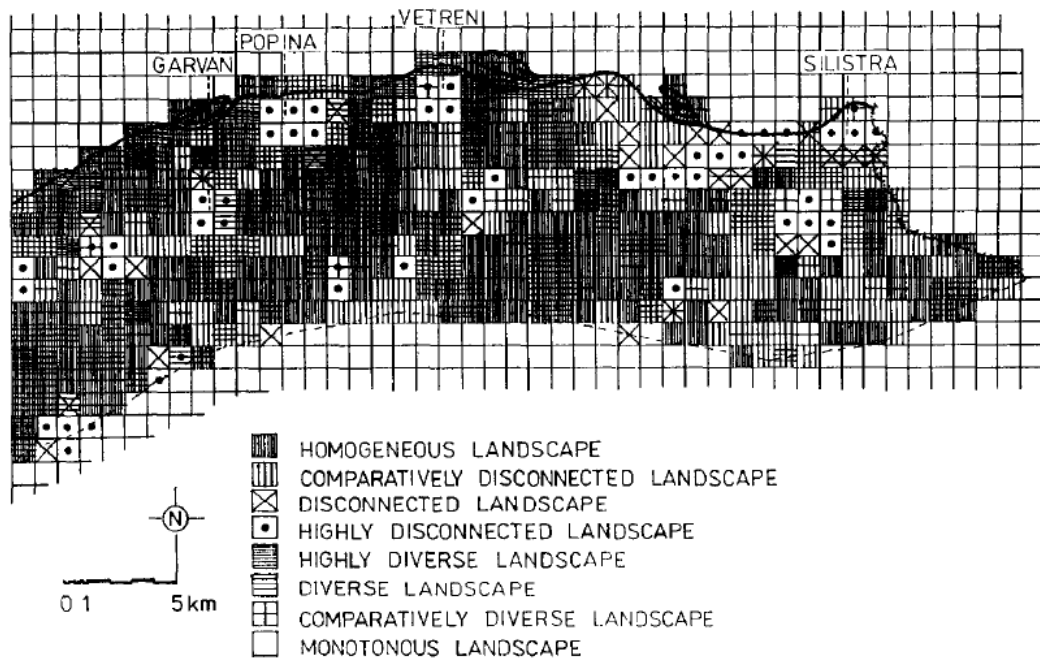 VETREN
POPINA
GARVAN
SILISTRA
HOMOGENEOUS LANDSCAPE
COMPARATIVELY DISCONNECTED LANDSCAPE
DISCONNECTED LANDSCAPE
HIGHLY DISCONNECTED LANDSCAPE
HIGHLY DIVERSE LANDSCAPE
DIVERSE LANDSCAPE
COMPARATIVELY DIVERSE LANDSCAPE
MONOTONOUS LANDSCAPE
N
0 1 5 km